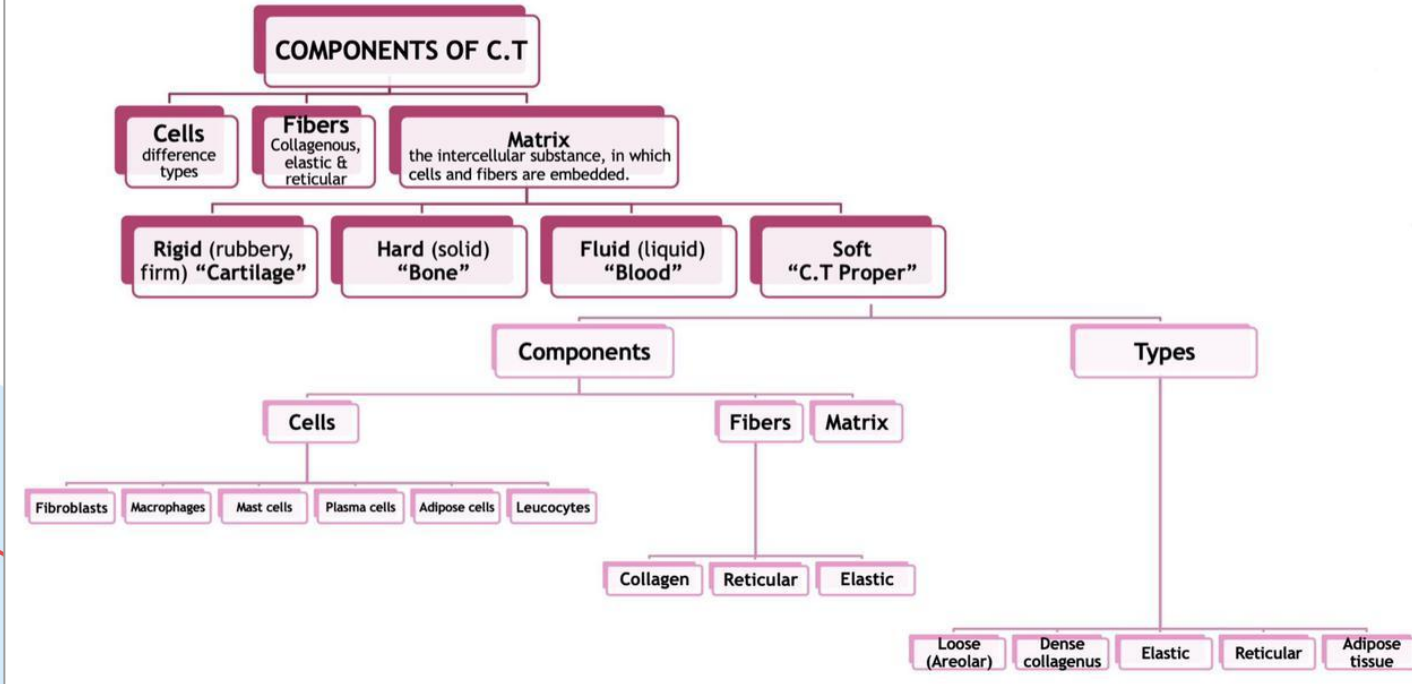 COMPONENTS OF C.T
Cells
difference
types
Fibers
Collagenous,
elastic &
reticular
Matrix
the intercellular substance, in which
cells and fibers are embedded.
Rigid (rubbery,
firm) “Cartilage”
Hard (solid)
“Bone”
Fluid (liquid)
“Blood”
Soft
“C.T Proper”
Components
Types
Cells
Fibers
Matrix
Fibroblasts
Macrophages
Mast cells
Plasma cells
Adipose cells
Leucocytes
Collagen
Reticular
Elastic
Loose
(Areolar)
Dense
collagenus
Elastic
Reticular
Adipose
tissue